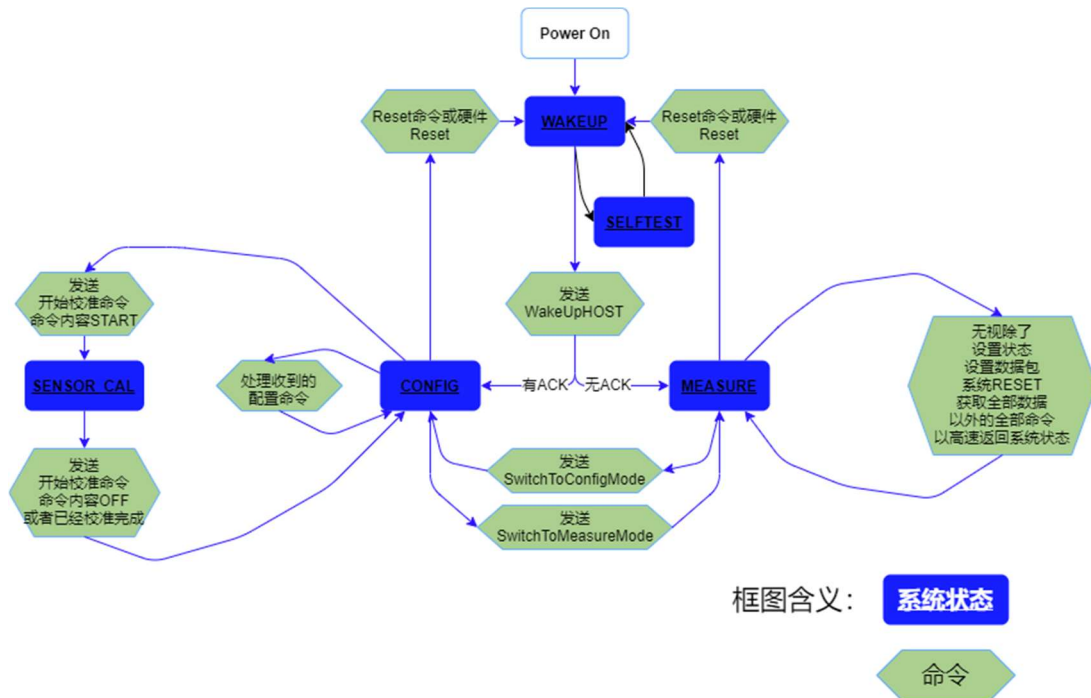 Power On
Reset命令或硬件
Reset
WAKEUP
Reset命令或硬件
Reset
SELFTEST
发送
开始校准命令
命令内容START
发送
WakeUpHOST
无视除了
设置状态
设置数据包
系统RESET
获取全部数据
以外的全部命令
以高速返回系统状态
SENSOR_CAL
处理收到的
配置命令
CONFIG
有ACK
无ACK
MEASURE
发送
开始校准命令
命令内容OFF
或者已经校准完成
发送
SwitchToConfigMode
发送
SwitchToMeasureMode
框图含义：
系统状态
命令